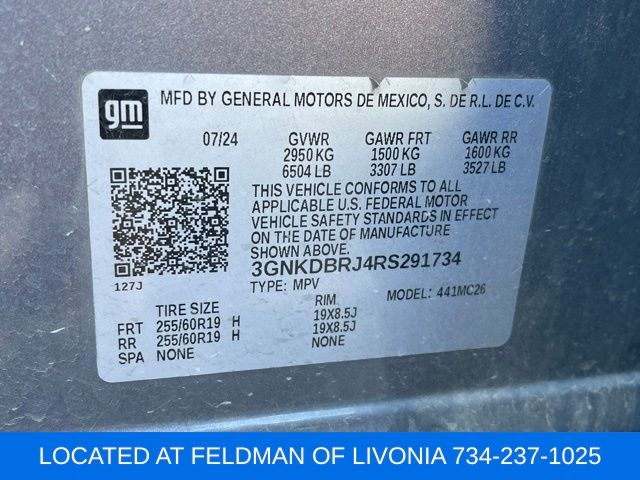 gm
MFD BY GENERAL MOTORS DE MEXICO, S. DE R.L. DE C.V.
07/24 GVWR GAWR FRT GAWR RR
2950 KG 1500 KG 1600 KG
6504 LB 3307 LB 3527 LB
THIS VEHICLE CONFORMS TO ALL
APPLICABLE U.S. FEDERAL MOTOR
VEHICLE SAFETY STANDARDS IN EFFECT
ON THE DATE OF MANUFACTURE
SHOWN ABOVE.
3GNKDBRJ4RS291734
127J TYPE: MPV MODEL: 441MC26
TIRE SIZE RIM
FRT 255/60R19 H 19X8.5J
RR 255/60R19 H 19X8.5J
SPA NONE NONE
LOCATED AT FELDMAN OF LIVONIA 734-237-1025